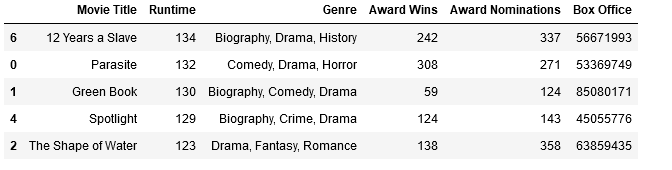 Movie Title Runtime Genre Award Wins Award Nominations Box Office
6 12 Years a Slave 134 Biography, Drama, History 242 337 56671993
0 Parasite 132 Comedy, Drama, Horror 308 271 53369749
1 Green Book 130 Biography, Comedy, Drama 59 124 85080171
4 Spotlight 129 Biography, Crime, Drama 124 143 45055776
2 The Shape of Water 123 Drama, Fantasy, Romance 138 358 63859435